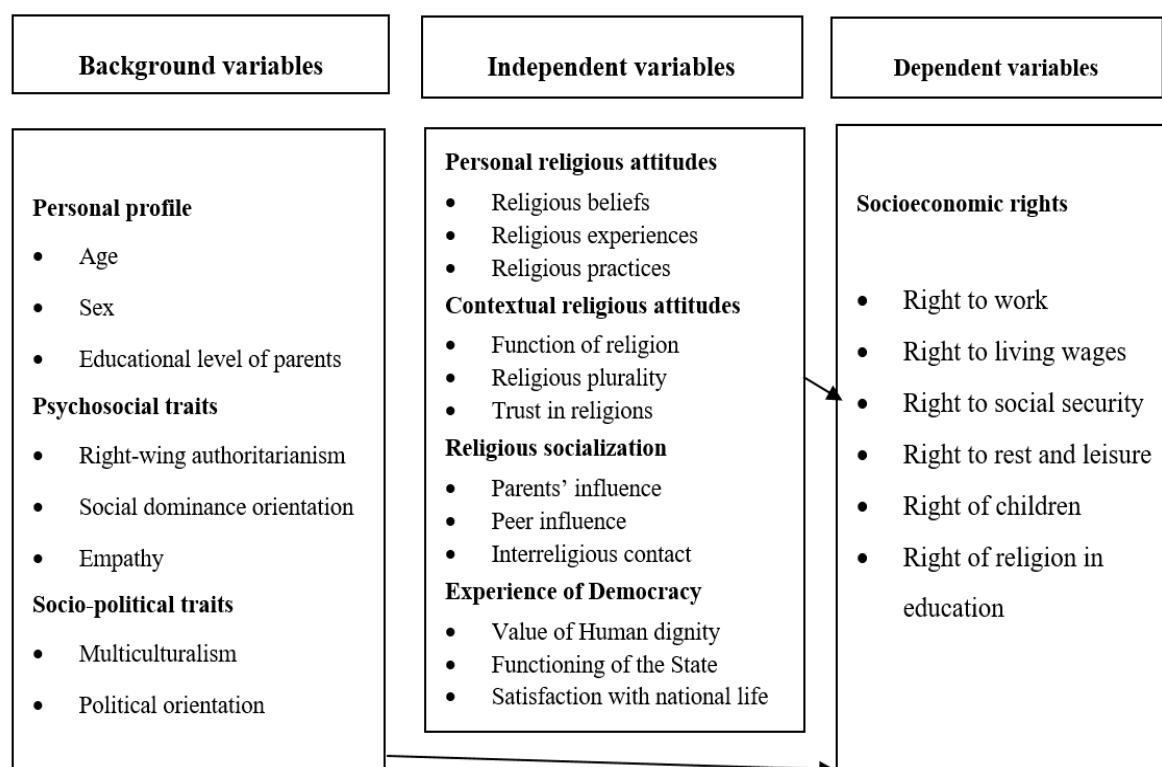 Background variables
Independent variables
Dependent variables
Personal profile
• Age
• Sex
• Educational level of parents
Psychosocial traits
• Right-wing authoritarianism
• Social dominance orientation
• Empathy
Socio-political traits
• Multiculturalism
• Political orientation
Personal religious attitudes
• Religious beliefs
• Religious experiences
• Religious practices
Contextual religious attitudes
• Function of religion
• Religious plurality
• Trust in religions
Religious socialization
• Parents’ influence
• Peer influence
• Interreligious contact
Experience of Democracy
• Value of Human dignity
• Functioning of the State
• Satisfaction with national life
Socioeconomic rights
• Right to work
• Right to living wages
• Right to social security
• Right to rest and leisure
• Right of children
• Right of religion in
education